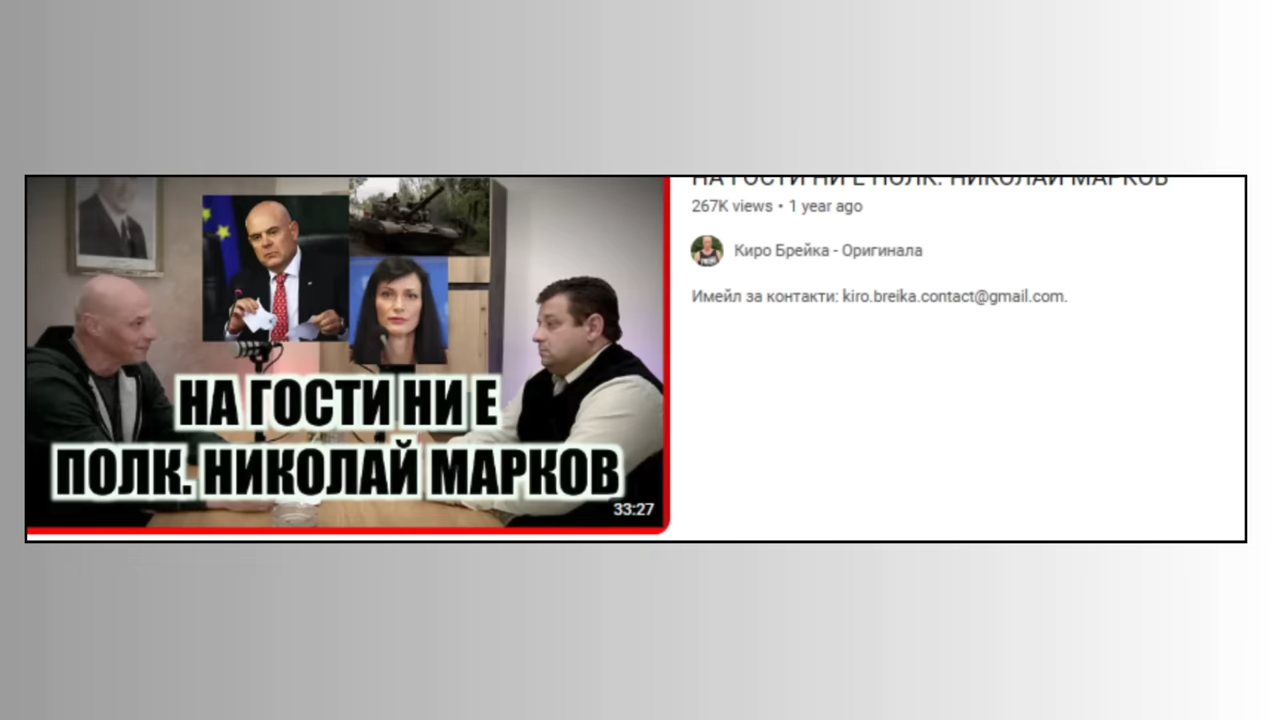 НА ГОСТИ НИ Е
ПОЛК. НИКОЛАЙ МАРКОВ
33:27
НА ГОСТИ НИ Е ПОЛК. НИКОЛАЙ МАРКОВ
267K views • 1 year ago
Киро Брейка - Оригинала
Имейл за контакти: kiro.breika.contact@gmail.com.